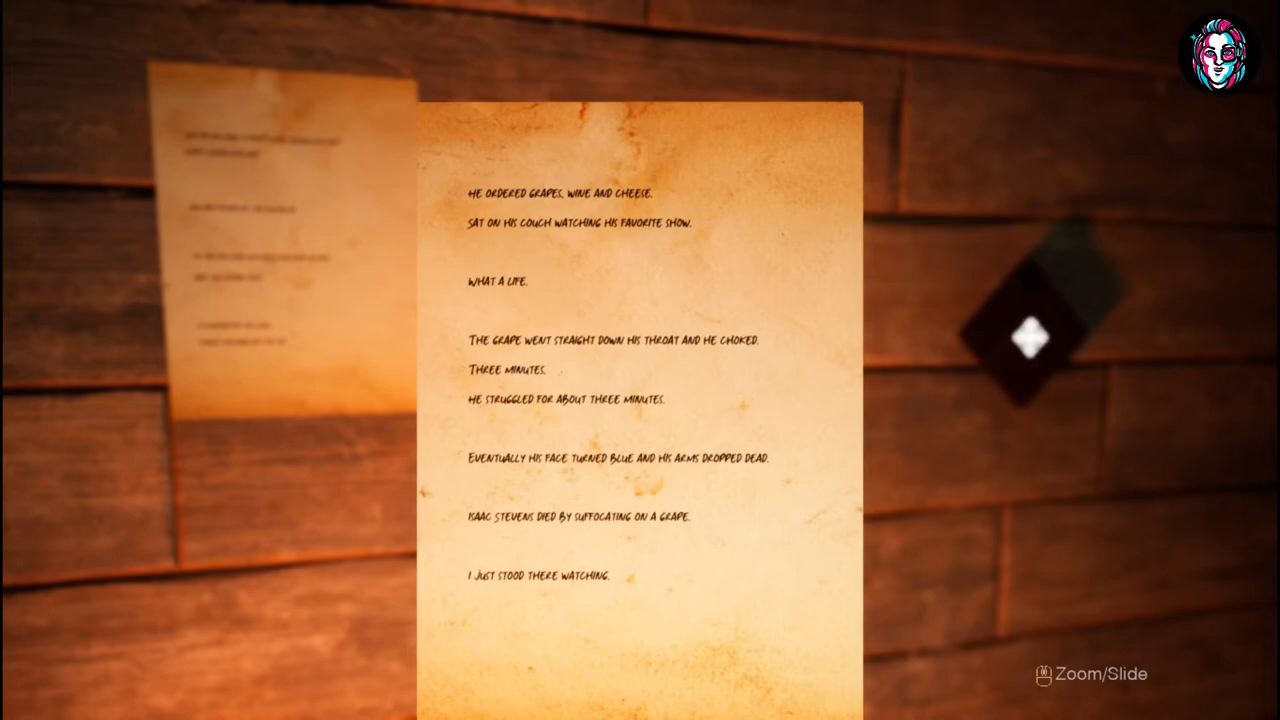 HE ORDERED GRAPES, WINE AND CHEESE.
SAT ON HIS COUCH WATCHING HIS FAVORITE SHOW.
WHAT A LIFE.
THE GRAPE WENT STRAIGHT DOWN HIS THROAT AND HE CHOKED.
THREE MINUTES.
HE STRUGGLED FOR ABOUT THREE MINUTES.
EVENTUALLY HIS FACE TURNED BLUE AND HIS ARMS DROPPED DEAD.
ISAAC STEVENS DIED BY SUFFOCATING ON A GRAPE.
I JUST STOOD THERE WATCHING.
Zoom/Slide